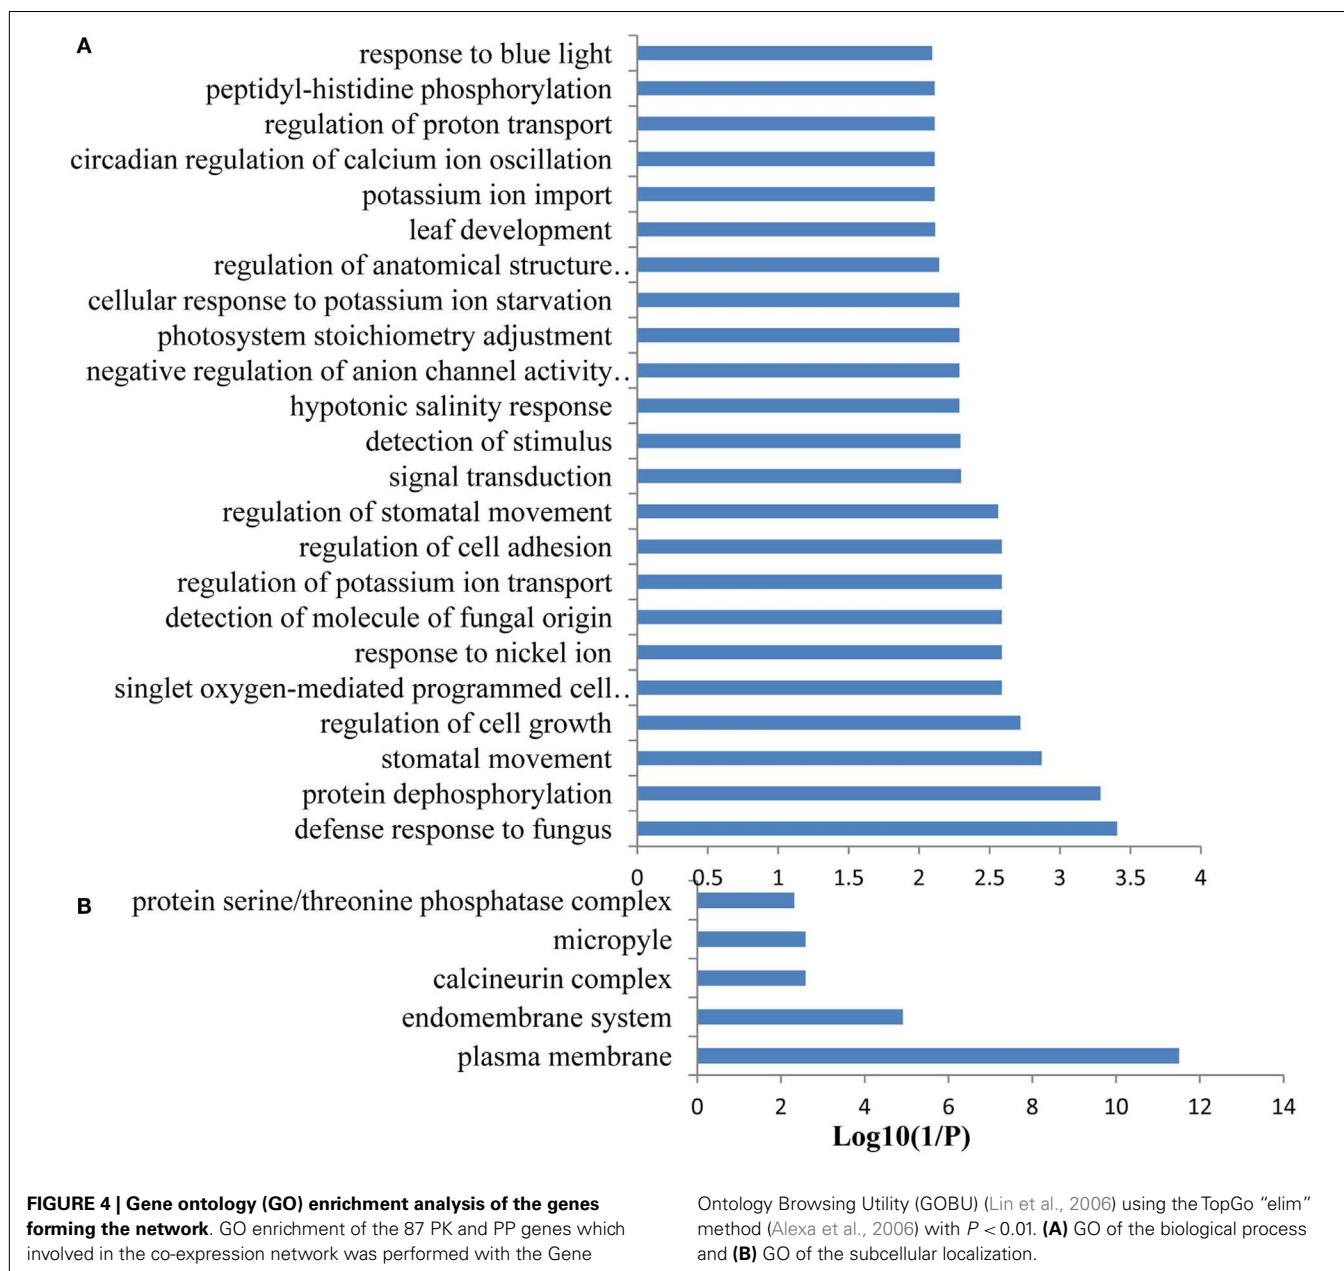 A
response to blue light
peptidyl-histidine phosphorylation
regulation of proton transport
circadian regulation of calcium ion oscillation
potassium ion import
leaf development
regulation of anatomical structure..
cellular response to potassium ion starvation
photosystem stoichiometry adjustment
negative regulation of anion channel activity..
hypotonic salinity response
detection of stimulus
signal transduction
regulation of stomatal movement
regulation of cell adhesion
regulation of potassium ion transport
detection of molecule of fungal origin
response to nickel ion
singlet oxygen-mediated programmed cell..
regulation of cell growth
stomatal movement
protein dephosphorylation
defense response to fungus
0 0.5 1 1.5 2 2.5 3 3.5 4
B
protein serine/threonine phosphatase complex
micropyle
calcineurin complex
endomembrane system
plasma membrane
0 2 4 6 8 10 12 14
Log10(1/P)
FIGURE 4 | Gene ontology (GO) enrichment analysis of the genes
forming the network. GO enrichment of the 87 PK and PP genes which
involved in the co-expression network was performed with the Gene
Ontology Browsing Utility (GOBU) (Lin et al., 2006) using the TopGo “elim”
method (Alexa et al., 2006) with P < 0.01. (A) GO of the biological process
and (B) GO of the subcellular localization.